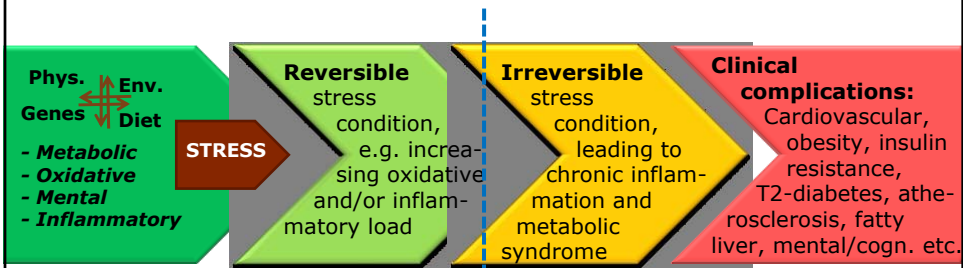 Phys.
Env.
Genes
Diet
- Metabolic
- Oxidative
- Mental
- Inflammatory
STRESS
Reversible
stress
condition,
e.g. increa-
sing oxidative
and/or inflam-
matory load
Irreversible
stress
condition,
leading to
chronic inflam-
mation and
metabolic
syndrome
Clinical
complications:
Cardiovascular,
obesity, insulin
resistance,
T2-diabetes, athe-
rosclerosis, fatty
liver, mental/cogn. etc.